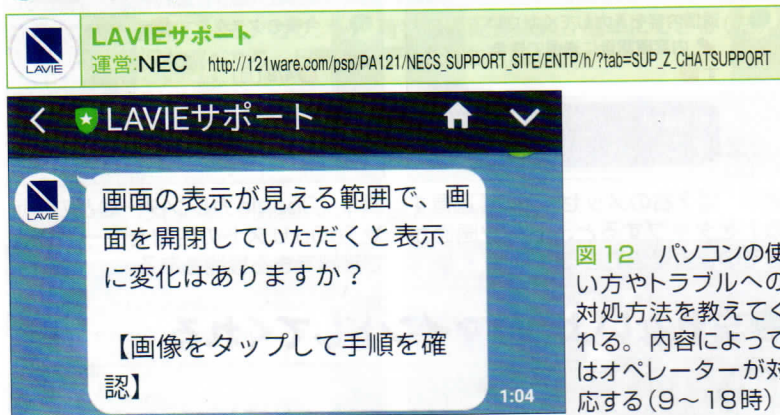 LAVIEサポート
運営:NEC http://121ware.com/psp/PA121/NECS_SUPPORT_SITE/ENTP/h/?tab=SUP_Z_CHATSUPPORT
LAVIE
LAVIEサポート
LAVIE
画面の表示が見える範囲で、画
面を開閉していただくと表示
に変化はありますか？
【画像をタップして手順を確
認】
1:04
図12 パソコンの使
い方やトラブルへの
対処方法を教えてく
れる。内容によって
はオペレーターが対
応する(9～18時)